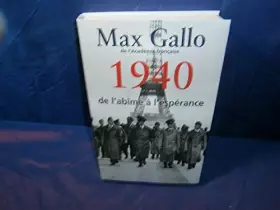 Max Gallo
de l'Académie française
1940
de l'abîme à l'espérance